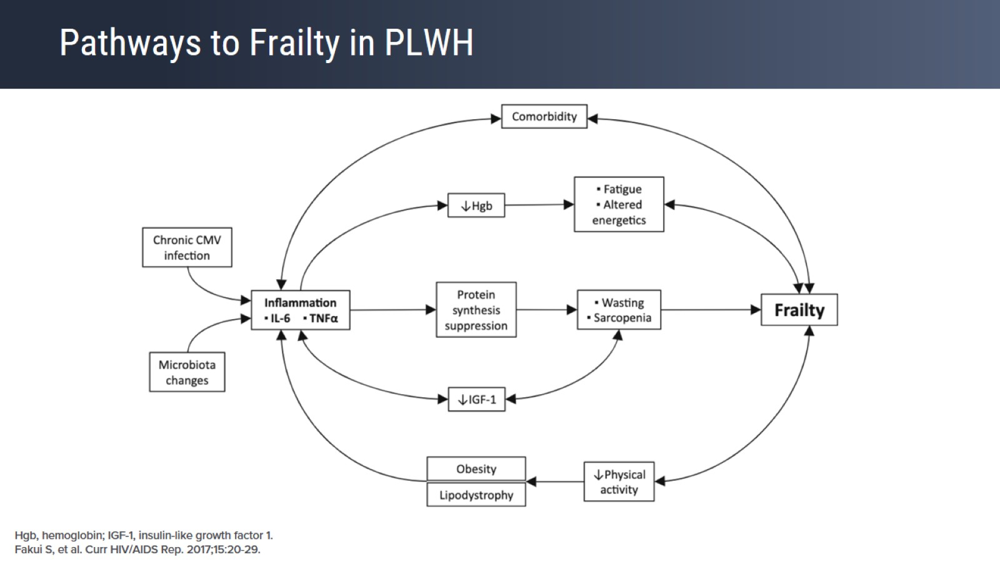 Pathways to Frailty in PLWH
Comorbidity
▪ Fatigue
▪ Altered
energetics
↓Hgb
Chronic CMV
infection
Protein
synthesis
suppression
Inflammation
▪ IL-6 ▪ TNFα
▪ Wasting
▪ Sarcopenia
Frailty
Microbiota
changes
↓IGF-1
Obesity
Lipodystrophy
↓Physical
activity
Hgb, hemoglobin; IGF-1, insulin-like growth factor 1.
Fakui S, et al. Curr HIV/AIDS Rep. 2017;15:20-29.